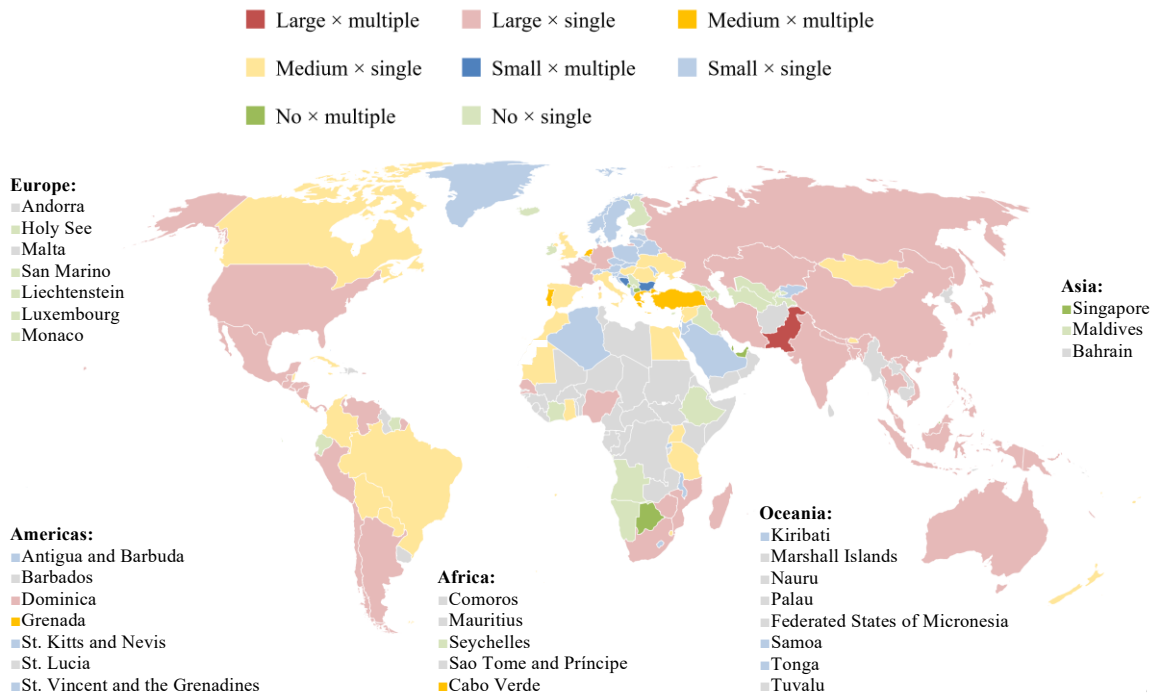 Large × multiple
Large × single
Medium × multiple
Medium × single
Small × multiple
Small × single
No × multiple
No × single
Europe:
Andorra
Holy See
Malta
San Marino
Liechtenstein
Luxembourg
Monaco
Asia:
Singapore
Maldives
Bahrain
Americas:
Antigua and Barbuda
Barbados
Dominica
Grenada
St. Kitts and Nevis
St. Lucia
St. Vincent and the Grenadines
Africa:
Comoros
Mauritius
Seychelles
Sao Tome and Príncipe
Cabo Verde
Oceania:
Kiribati
Marshall Islands
Nauru
Palau
Federated States of Micronesia
Samoa
Tonga
Tuvalu